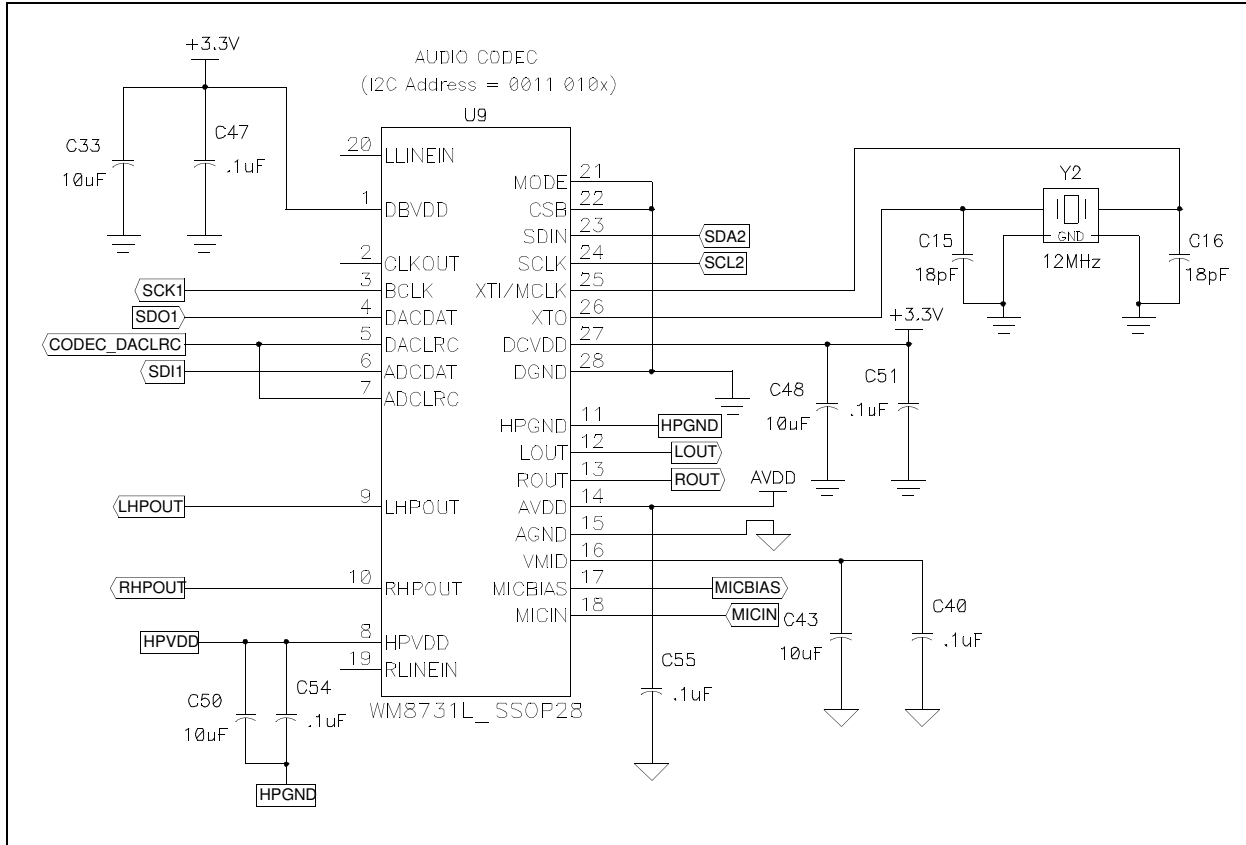 +3.3V
AUDIO CODEC
(I2C Address = 0011 010x)
U9
C33
10uF
C47
.1uF
20 LLINEIN
1 DBVDD
2 CLKOUT
SCK1 3 BCLK
SDO1 4 DACDAT
CODEC_DACLRC 5 DACLRC
SDI1 6 ADCDAT
7 ADCLRC
LHPOUT 9 LHPOUT
RHPOUT 10 RHPOUT
HPVDD 8 HPVDD
19 RLINEIN
C50
10uF
C54
.1uF
HPGND
MODE 21
CSB 22
SDIN 23 SDA2
SCLK 24 SCL2
XTI/MCLK 25
XTO 26
DCVDD 27
DGND 28
HPGND 11 HPGND
LOUT 12 LOUT
ROUT 13 ROUT
AVDD 14 AVDD
AGND 15
VMID 16
MICBIAS 17 MICBIAS
MICIN 18 MICIN
WM8731L_SSOP28
Y2
GND
12MHz
C15
18pF
C16
18pF
+3.3V
C48
10uF
C51
.1uF
C43
10uF
C40
.1uF
C55
.1uF